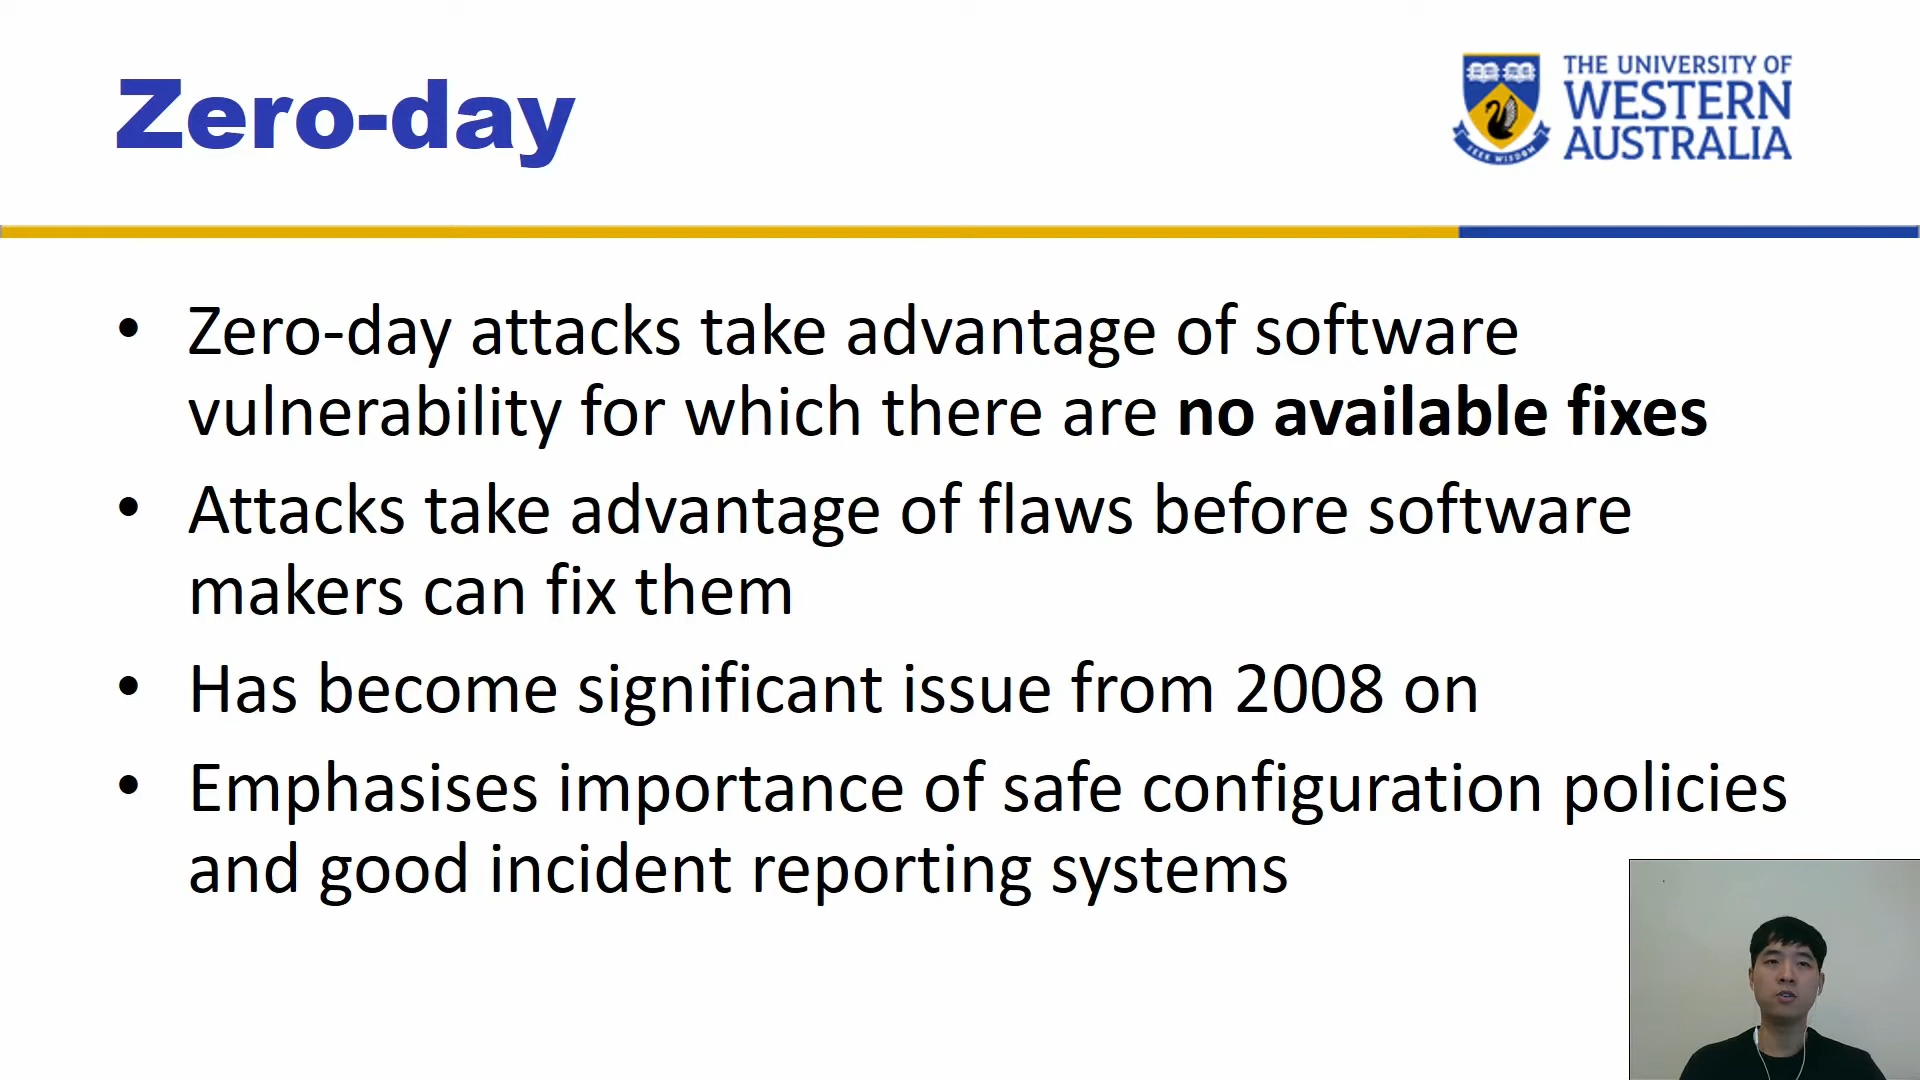 Zero-day
THE UNIVERSITY OF
WESTERN
AUSTRALIA
SEEK WISDOM
• Zero-day attacks take advantage of software
vulnerability for which there are no available fixes
• Attacks take advantage of flaws before software
makers can fix them
• Has become significant issue from 2008 on
• Emphasises importance of safe configuration policies
and good incident reporting systems